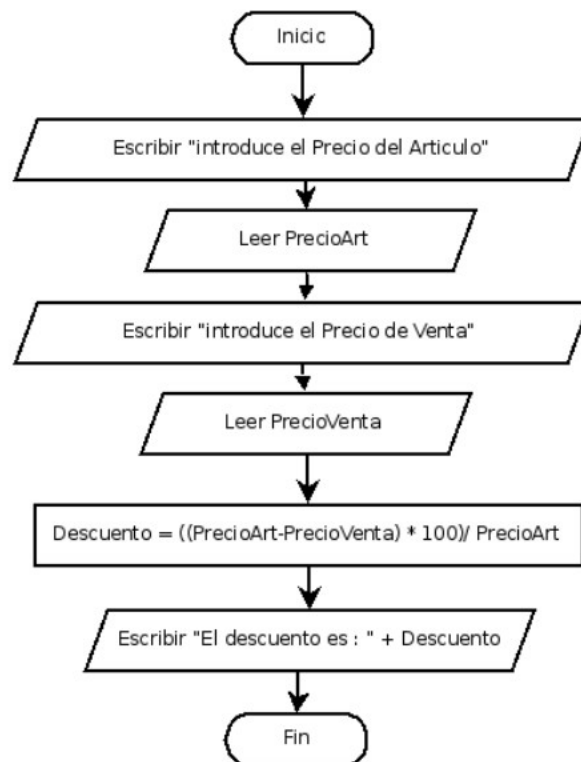 Inicic
Escribir "introduce el Precio del Articulo"
Leer PrecioArt
Escribir "introduce el Precio de Venta"
Leer PrecioVenta
Descuento = ((PrecioArt-PrecioVenta) * 100)/ PrecioArt
Escribir "El descuento es : " + Descuento
Fin